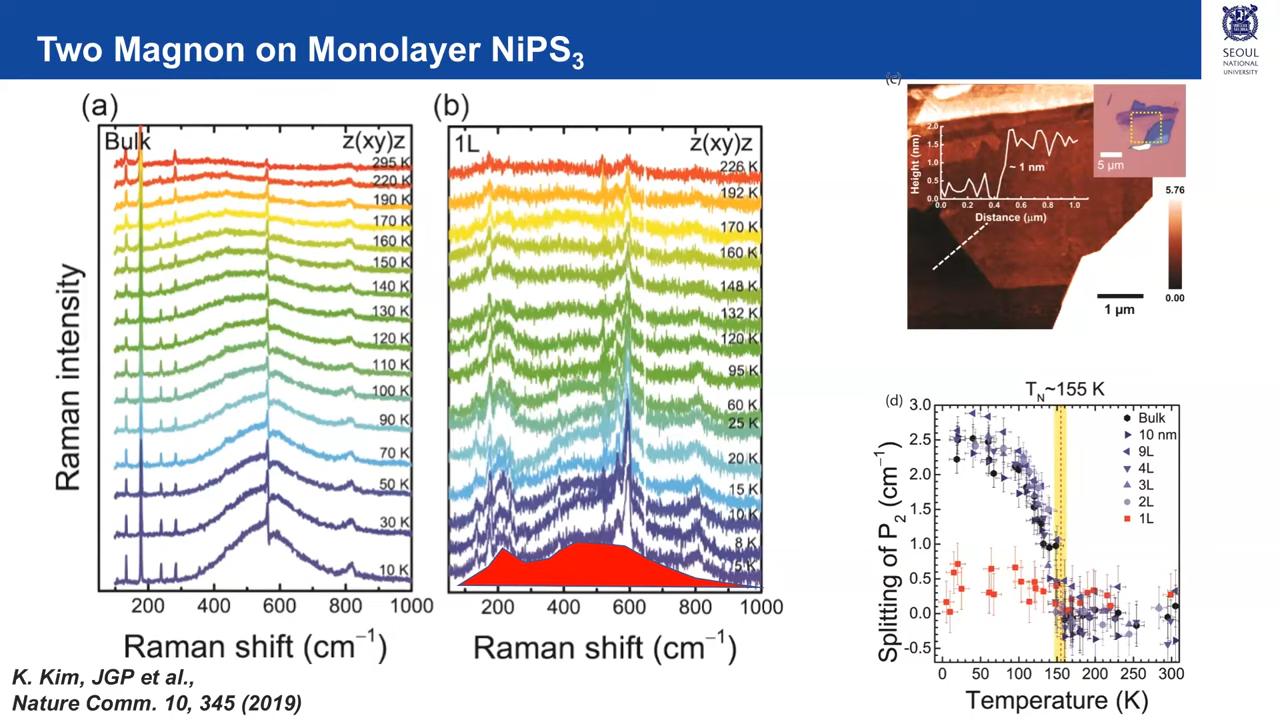 Two Magnon on Monolayer NiPS3
SEOUL
NATIONAL
UNIVERSITY
(a)
Bulk
z(xy)z
295 K
220 K
190 K
170 K
160 K
150 K
140 K
130 K
120 K
110 K
100 K
90 K
70 K
50 K
30 K
10 K
Raman intensity
200 400 600 800 1000
Raman shift (cm−1)
(b)
1L
z(xy)z
226 K
192 K
170 K
160 K
148 K
132 K
120 K
95 K
60 K
25 K
20 K
15 K
10 K
8 K
5 K
200 400 600 800 1000
Raman shift (cm−1)
(c)
Height (nm)
2.0
1.5
1.0
0.5
0.0
~ 1 nm
0.0 0.2 0.4 0.6 0.8 1.0
Distance (μm)
5 μm
5.76
0.00
1 μm
TN~155 K
(d)
Splitting of P2 (cm−1)
3.0
2.5
2.0
1.5
1.0
0.5
0.0
-0.5
Bulk
10 nm
9L
4L
3L
2L
1L
0 50 100 150 200 250 300
Temperature (K)
K. Kim, JGP et al.,
Nature Comm. 10, 345 (2019)